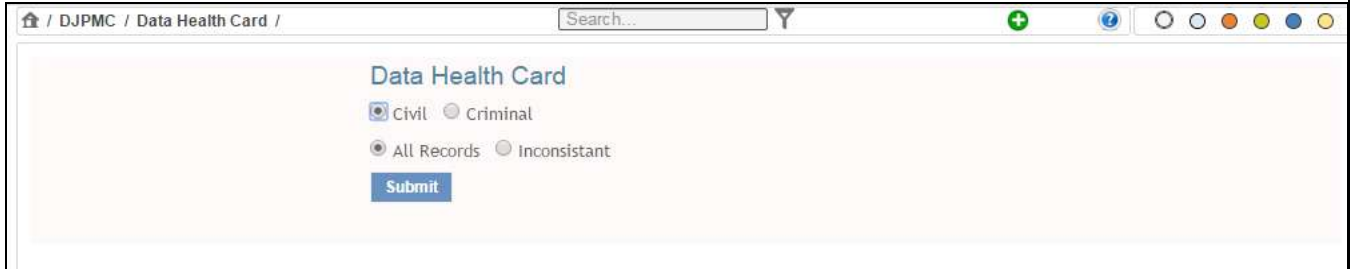 / DJPMC / Data Health Card /
Search...
Data Health Card
Civil Criminal
All Records Inconsistant
Submit